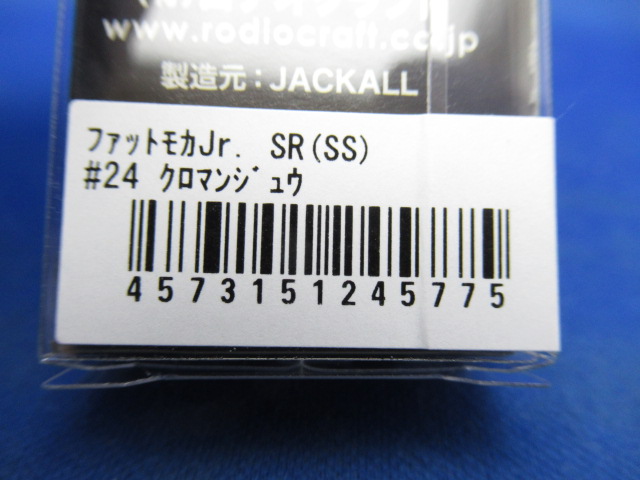 www.rodiocraft.co.jp
製造元：JACKALL
ﾌｧｯﾄﾓｶJr. SR(SS)
#24 ｸﾛﾏﾝｼﾞｭｳ
4573151245775